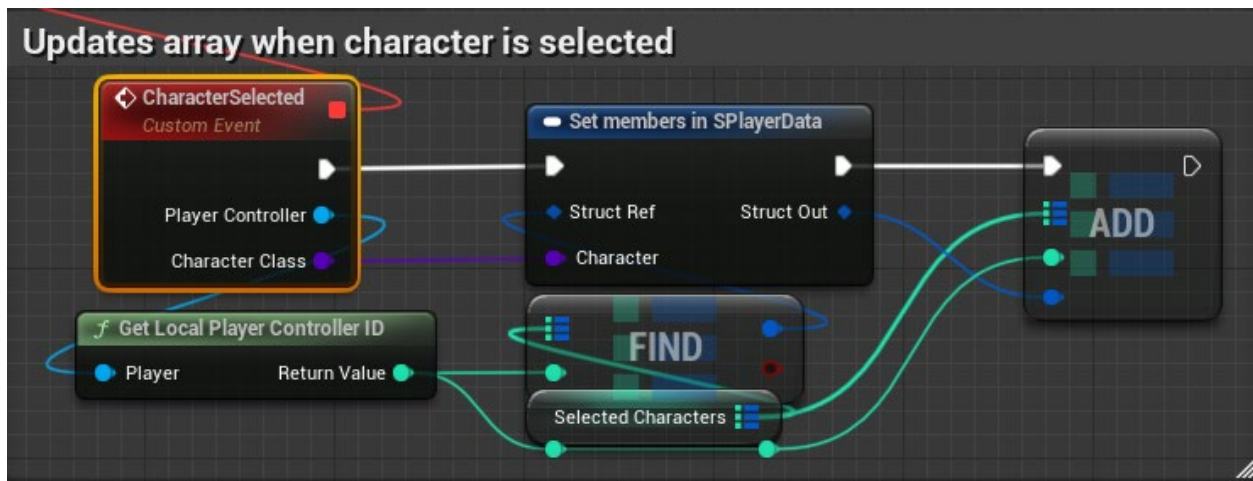 Updates array when character is selected
CharacterSelected
Custom Event
Player Controller
Character Class
Set members in SPlayerData
Struct Ref
Struct Out
Character
ADD
f Get Local Player Controller ID
Player
Return Value
FIND
Selected Characters